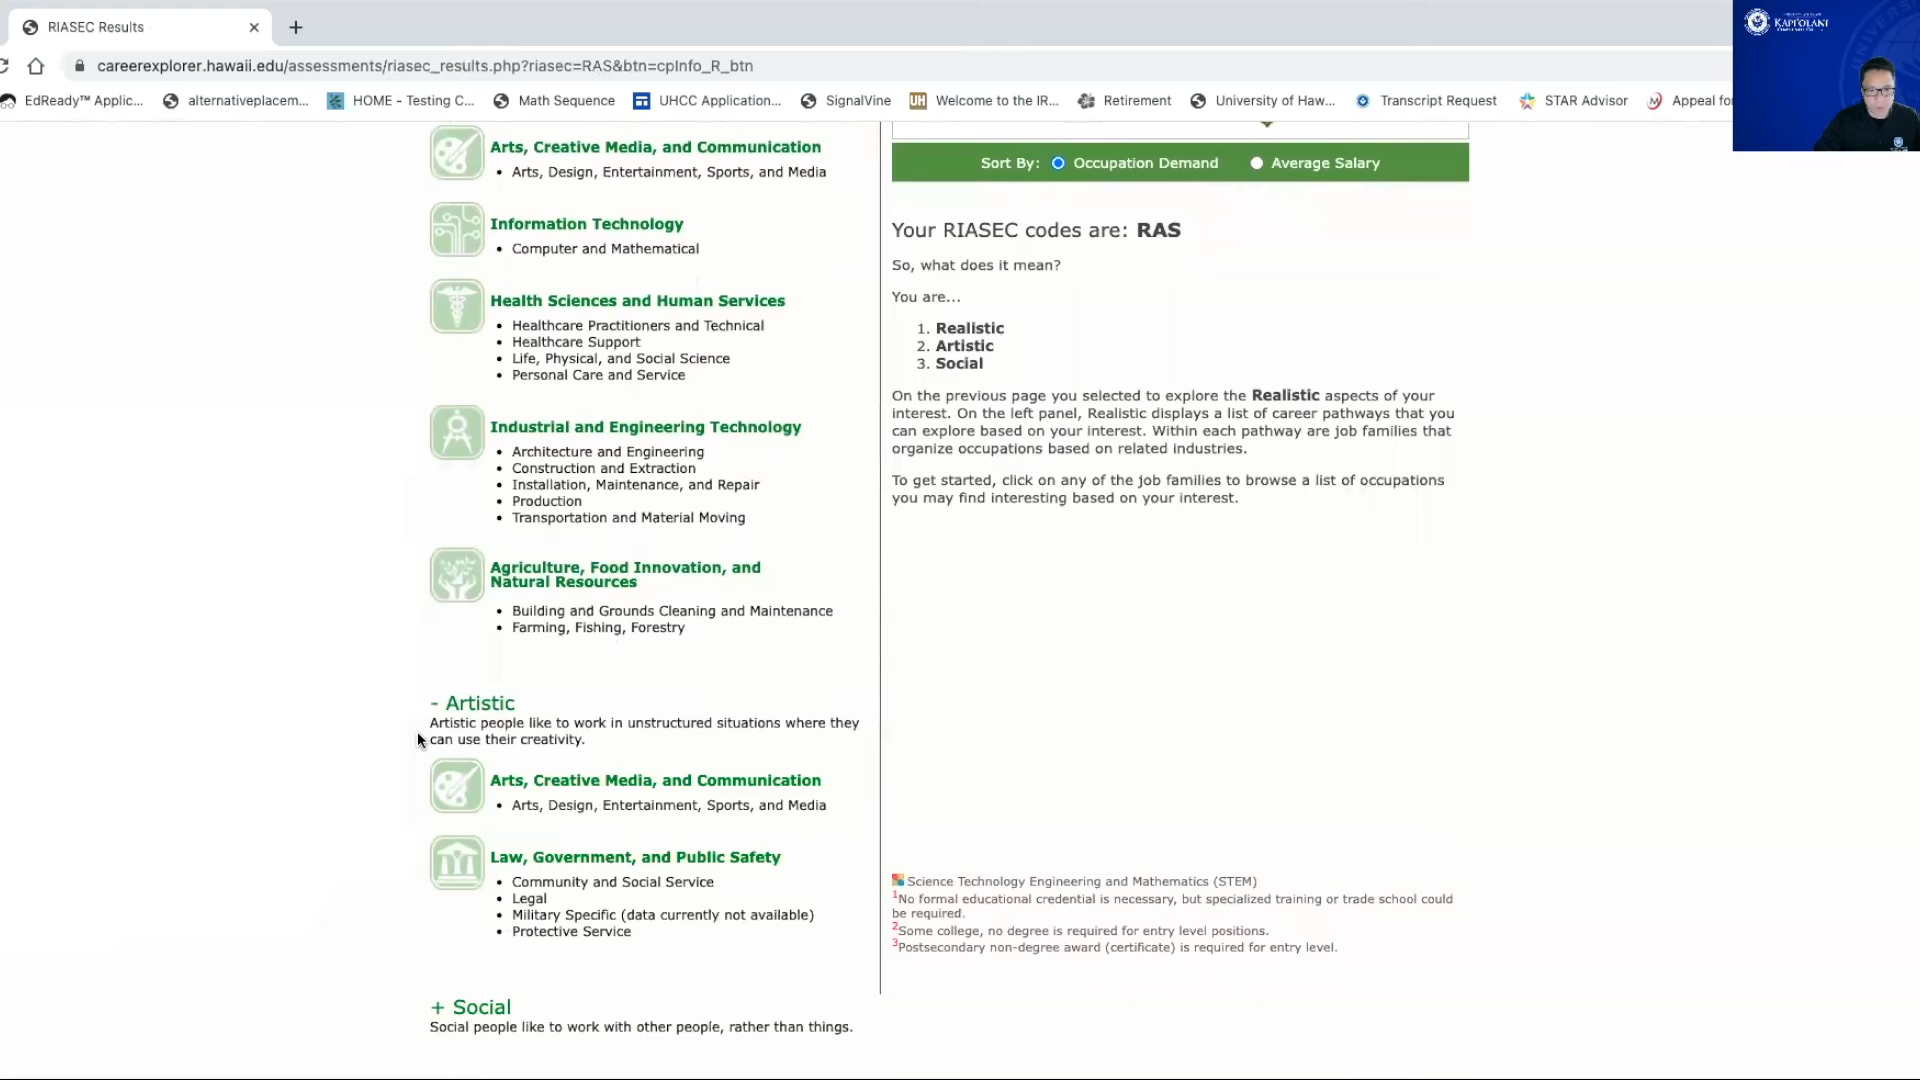 RIASEC Results
careerexplorer.hawaii.edu/assessments/riasec_results.php?riasec=RAS&btn=cpInfo_R_btn
EdReady™ Applic...
alternativeplacem...
HOME - Testing C...
Math Sequence
UHCC Application...
SignalVine
Welcome to the IR...
Retirement
University of Haw...
Transcript Request
STAR Advisor
Appeal for
KAPIʻOLANI
Arts, Creative Media, and Communication
• Arts, Design, Entertainment, Sports, and Media
Information Technology
• Computer and Mathematical
Health Sciences and Human Services
• Healthcare Practitioners and Technical
• Healthcare Support
• Life, Physical, and Social Science
• Personal Care and Service
Industrial and Engineering Technology
• Architecture and Engineering
• Construction and Extraction
• Installation, Maintenance, and Repair
• Production
• Transportation and Material Moving
Agriculture, Food Innovation, and
Natural Resources
• Building and Grounds Cleaning and Maintenance
• Farming, Fishing, Forestry
- Artistic
Artistic people like to work in unstructured situations where they
can use their creativity.
Arts, Creative Media, and Communication
• Arts, Design, Entertainment, Sports, and Media
Law, Government, and Public Safety
• Community and Social Service
• Legal
• Military Specific (data currently not available)
• Protective Service
+ Social
Social people like to work with other people, rather than things.
Sort By: Occupation Demand Average Salary
Your RIASEC codes are: RAS
So, what does it mean?
You are...
1. Realistic
2. Artistic
3. Social
On the previous page you selected to explore the Realistic aspects of your
interest. On the left panel, Realistic displays a list of career pathways that you
can explore based on your interest. Within each pathway are job families that
organize occupations based on related industries.
To get started, click on any of the job families to browse a list of occupations
you may find interesting based on your interest.
Science Technology Engineering and Mathematics (STEM)
1No formal educational credential is necessary, but specialized training or trade school could
be required.
2Some college, no degree is required for entry level positions.
3Postsecondary non-degree award (certificate) is required for entry level.